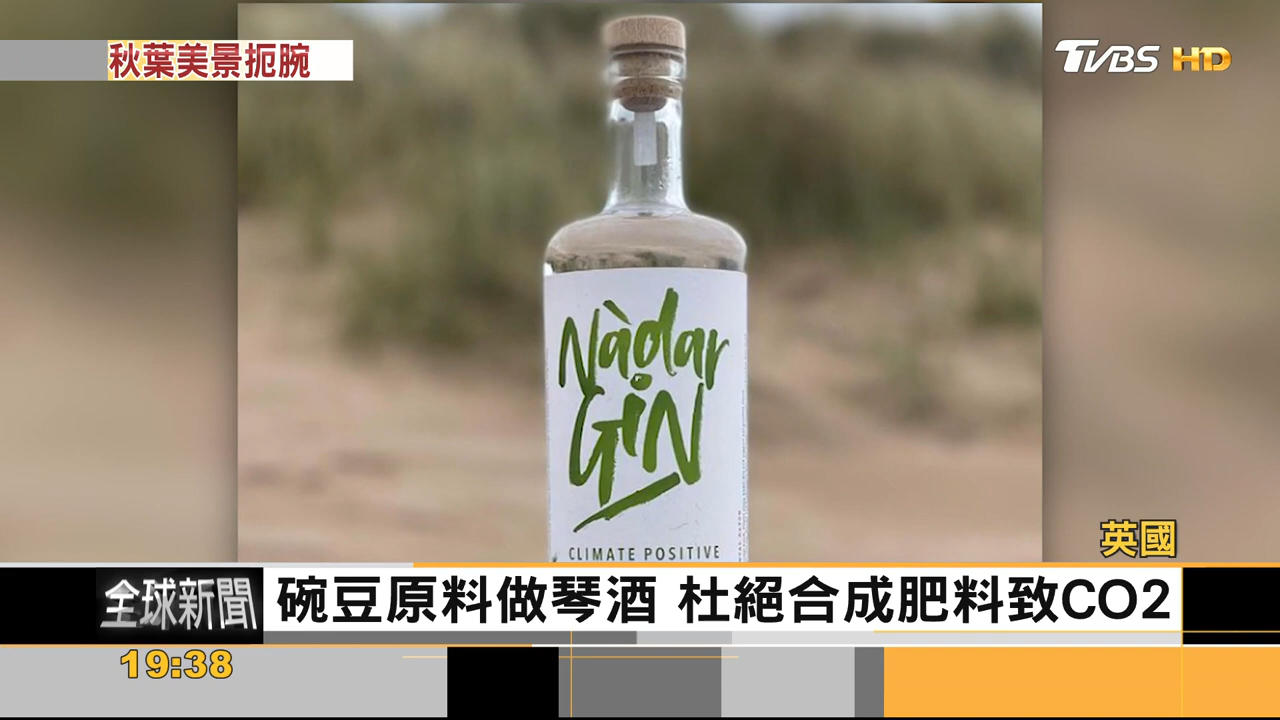 秋葉美景扼腕
TVBS HD
Nàdar
GiN
CLIMATE POSITIVE
英國
全球新聞
碗豆原料做琴酒 杜絕合成肥料致CO2
19:38